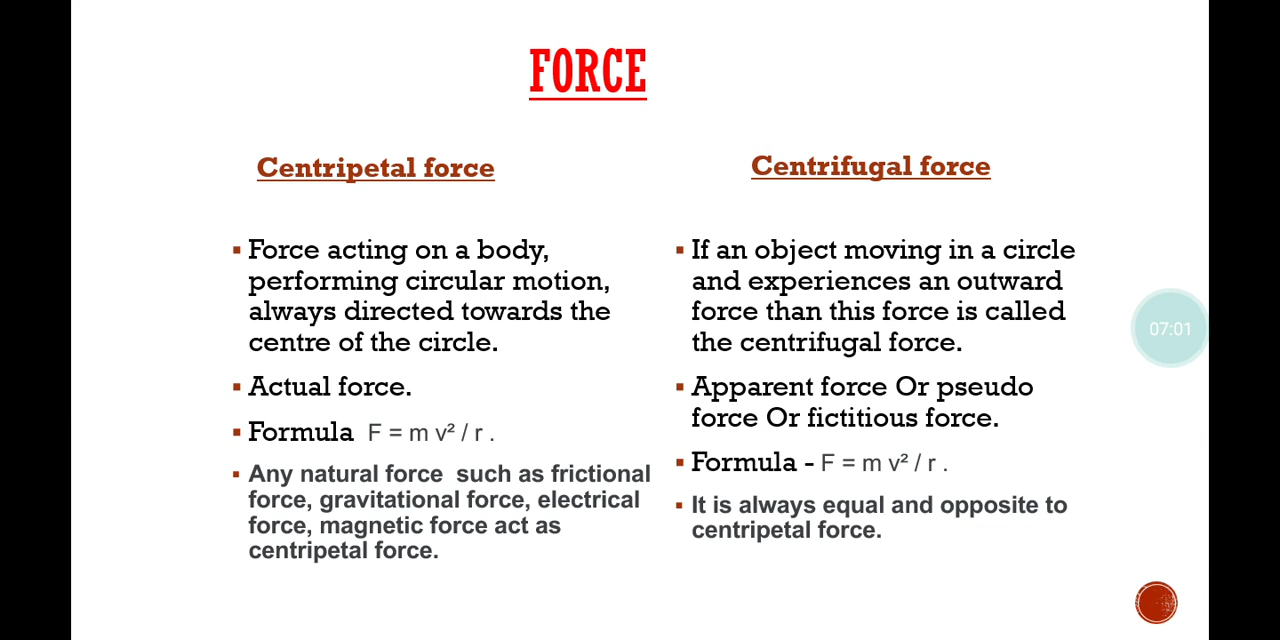 FORCE
Centripetal force
▪ Force acting on a body,
performing circular motion,
always directed towards the
centre of the circle.
▪ Actual force.
▪ Formula F = m v² / r .
▪ Any natural force such as frictional
force, gravitational force, electrical
force, magnetic force act as
centripetal force.
Centrifugal force
▪ If an object moving in a circle
and experiences an outward
force than this force is called
the centrifugal force.
▪ Apparent force Or pseudo
force Or fictitious force.
▪ Formula - F = m v² / r .
▪ It is always equal and opposite to
centripetal force.
07:01